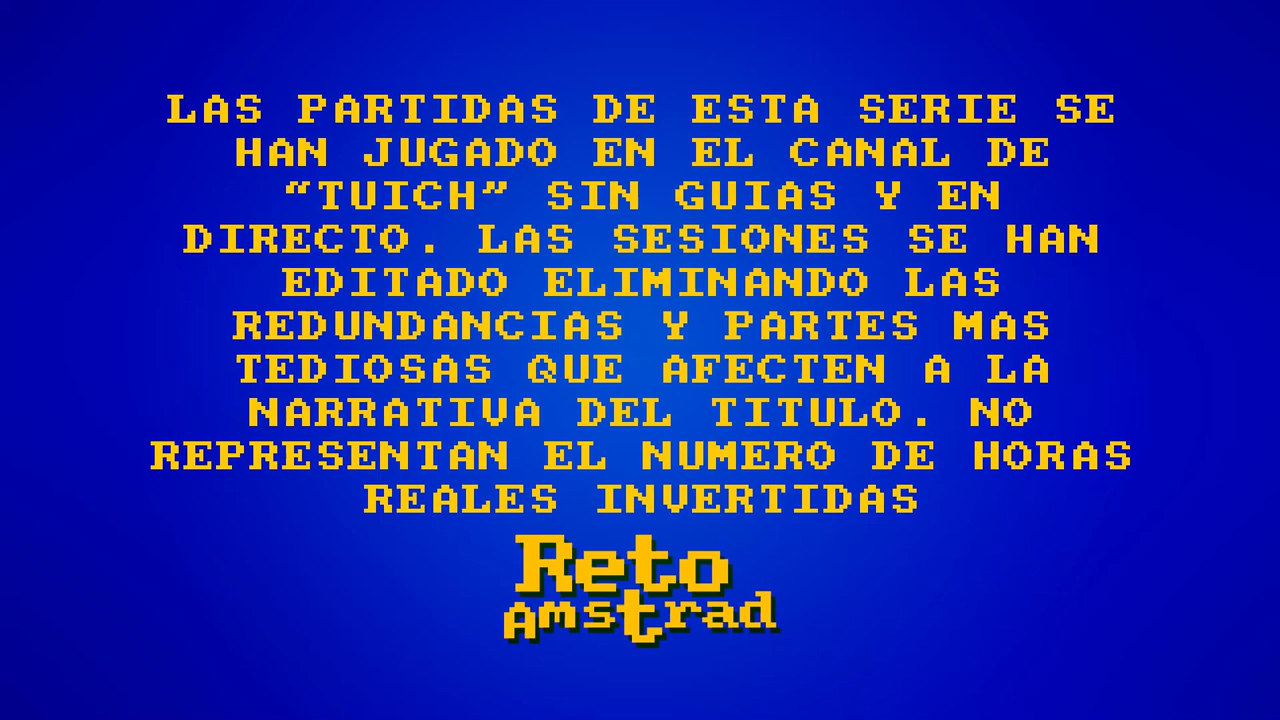 LAS PARTIDAS DE ESTA SERIE SE
HAN JUGADO EN EL CANAL DE
“TUICH” SIN GUIAS Y EN
DIRECTO. LAS SESIONES SE HAN
EDITADO ELIMINANDO LAS
REDUNDANCIAS Y PARTES MAS
TEDIOSAS QUE AFECTEN A LA
NARRATIVA DEL TITULO. NO
REPRESENTAN EL NUMERO DE HORAS
REALES INVERTIDAS
Reto
Amstrad